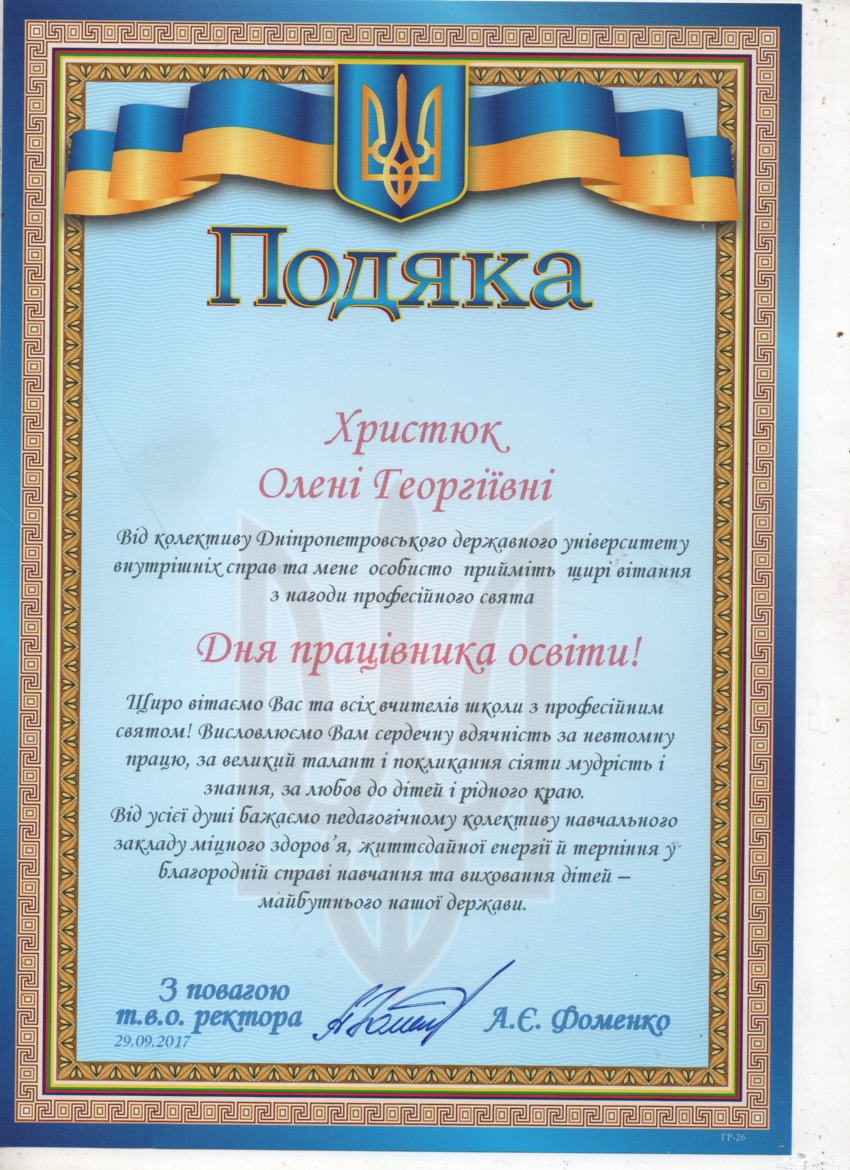 Подяка
Христюк
Олені Георгіївні
Від колективу Дніпропетровського державного університету
внутрішніх справ та мене особисто прийміть щирі вітання
з нагоди професійного свята
Дня працівника освіти!
Щиро вітаємо Вас та всіх вчителів школи з професійним
святом! Висловлюємо Вам сердечну вдячність за невтомну
працю, за великий талант і покликання сіяти мудрість і
знання, за любов до дітей і рідного краю.
Від усієї душі бажаємо педагогічному колективу навчального
закладу міцного здоров'я, життєдайної енергії й терпіння у
благородній справі навчання та виховання дітей –
майбутнього нашої держави.
З повагою
т.в.о. ректора А.Є. Фоменко
29.09.2017
ГР-26